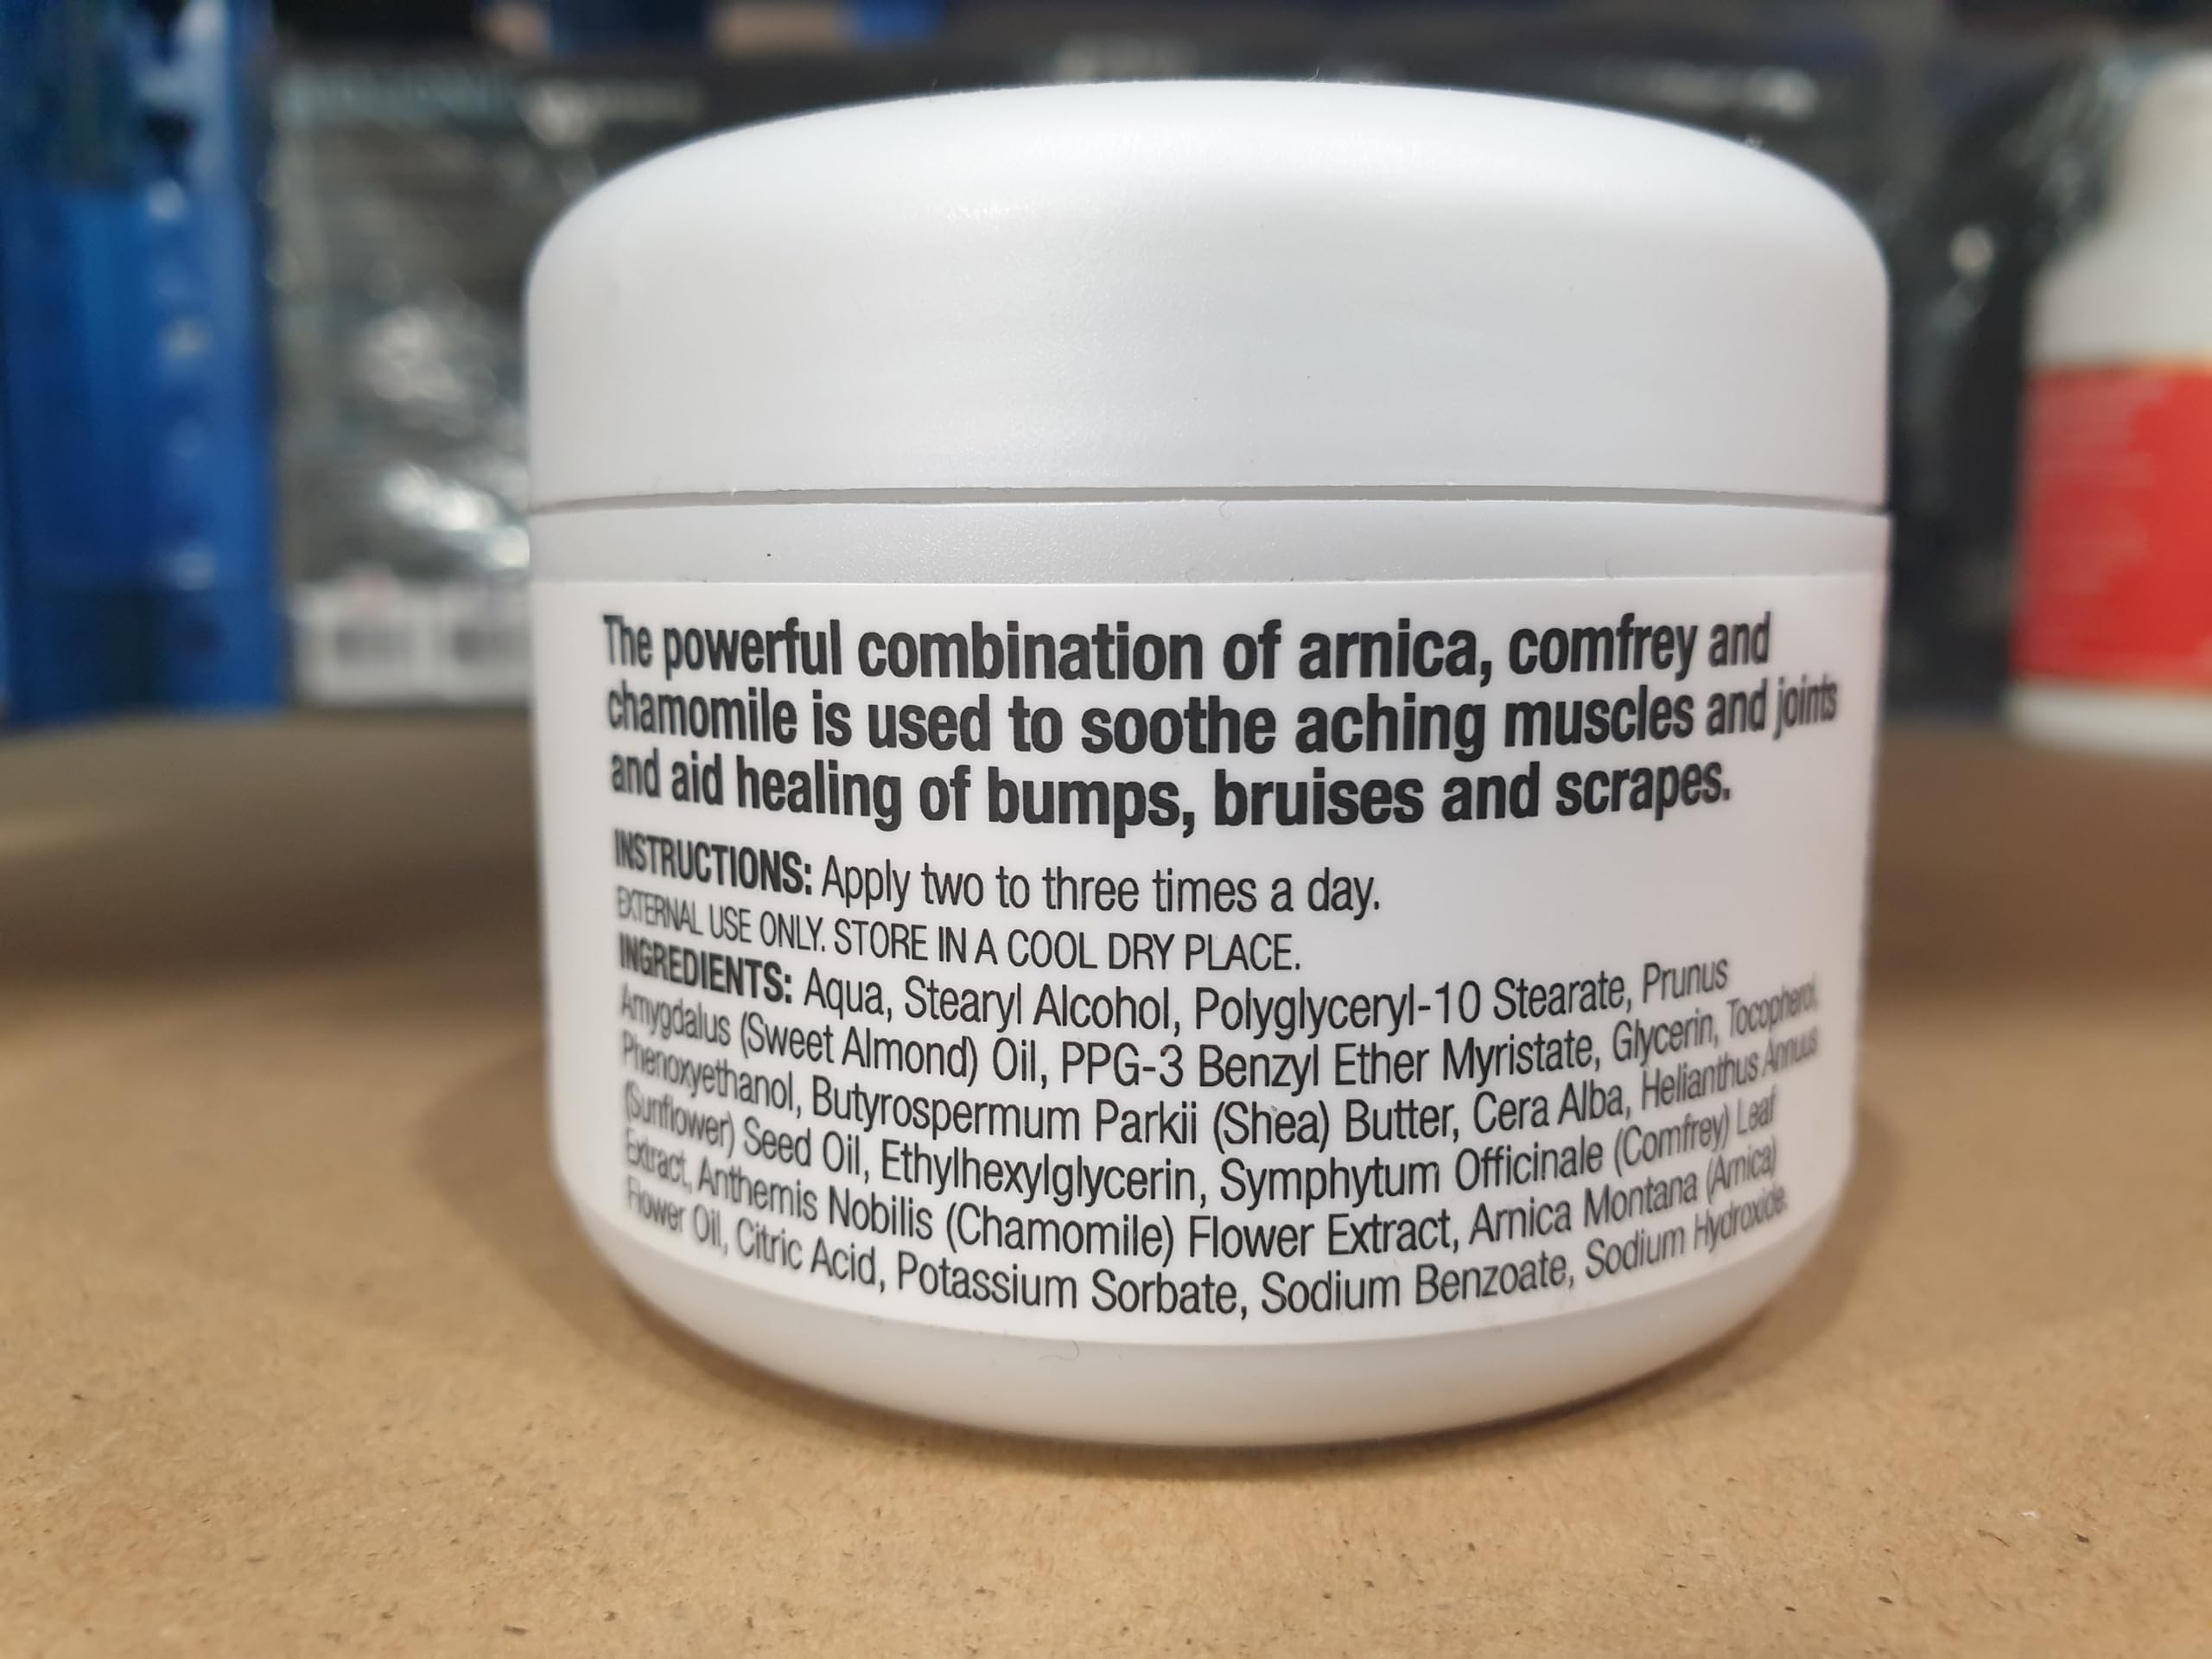 The powerful combination of arnica, comfrey and
chamomile is used to soothe aching muscles and joints
and aid healing of bumps, bruises and scrapes.
INSTRUCTIONS: Apply two to three times a day.
EXTERNAL USE ONLY. STORE IN A COOL DRY PLACE.
INGREDIENTS: Aqua, Stearyl Alcohol, Polyglyceryl-10 Stearate, Prunus
Amygdalus (Sweet Almond) Oil, PPG-3 Benzyl Ether Myristate, Glycerin, Tocopherol,
Phenoxyethanol, Butyrospermum Parkii (Shea) Butter, Cera Alba, Helianthus Annuus
(Sunflower) Seed Oil, Ethylhexylglycerin, Symphytum Officinale (Comfrey) Leaf
Extract, Anthemis Nobilis (Chamomile) Flower Extract, Arnica Montana (Arnica)
Flower Oil, Citric Acid, Potassium Sorbate, Sodium Benzoate, Sodium Hydroxide.